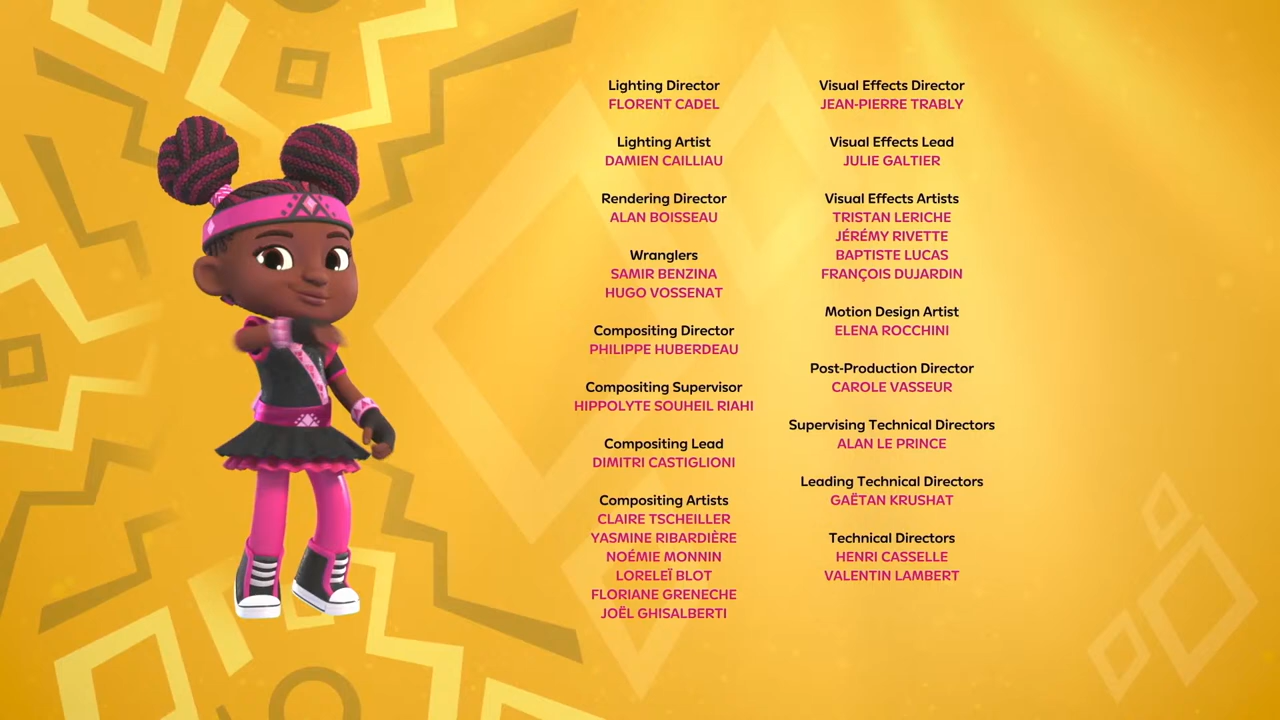 Lighting Director
FLORENT CADEL
Lighting Artist
DAMIEN CAILLIAU
Rendering Director
ALAN BOISSEAU
Wranglers
SAMIR BENZINA
HUGO VOSSENAT
Compositing Director
PHILIPPE HUBERDEAU
Compositing Supervisor
HIPPOLYTE SOUHEIL RIAHI
Compositing Lead
DIMITRI CASTIGLIONI
Compositing Artists
CLAIRE TSCHEILLER
YASMINE RIBARDIÈRE
NOÉMIE MONNIN
LORELEÏ BLOT
FLORIANE GRENECHE
JOËL GHISALBERTI
Visual Effects Director
JEAN-PIERRE TRABLY
Visual Effects Lead
JULIE GALTIER
Visual Effects Artists
TRISTAN LERICHE
JÉRÉMY RIVETTE
BAPTISTE LUCAS
FRANÇOIS DUJARDIN
Motion Design Artist
ELENA ROCCHINI
Post-Production Director
CAROLE VASSEUR
Supervising Technical Directors
ALAN LE PRINCE
Leading Technical Directors
GAËTAN KRUSHAT
Technical Directors
HENRI CASSELLE
VALENTIN LAMBERT